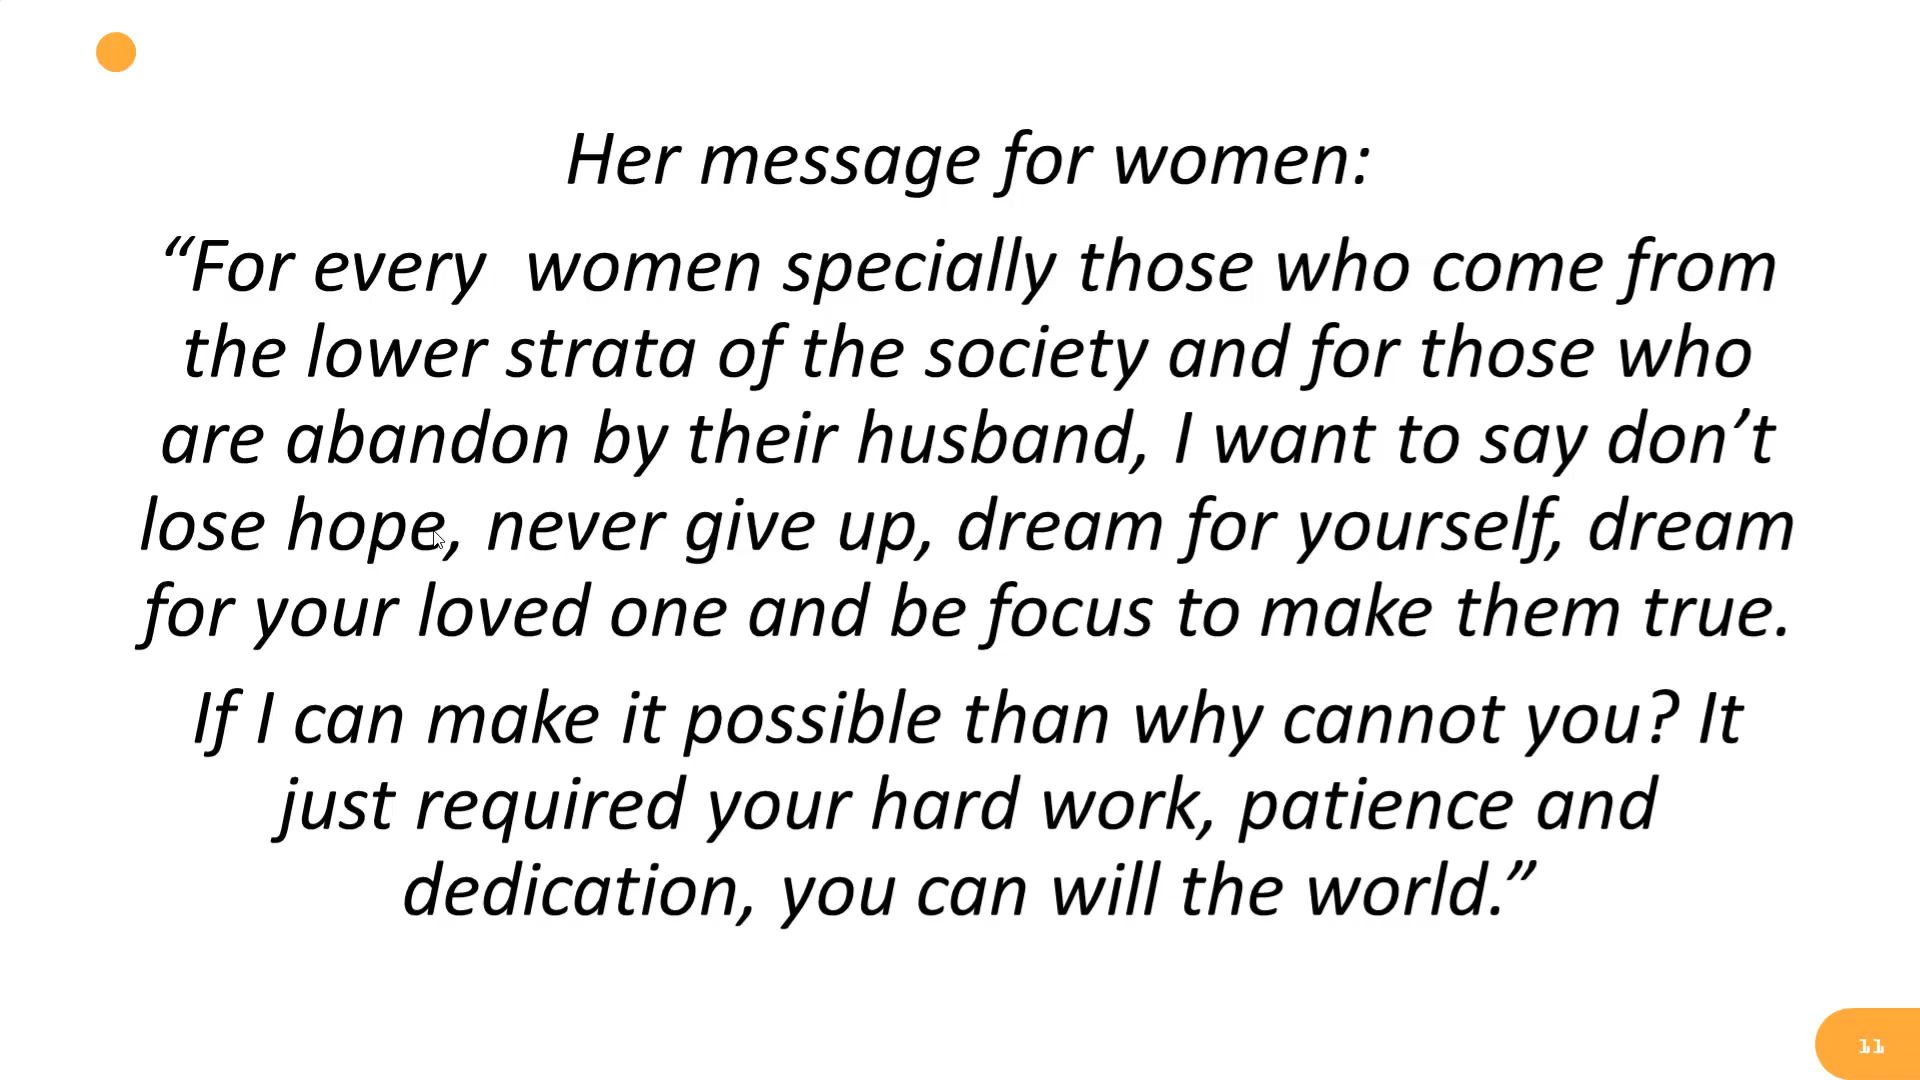 Her message for women:
“For every  women specially those who come from
the lower strata of the society and for those who
are abandon by their husband, I want to say don’t
lose hope, never give up, dream for yourself, dream
for your loved one and be focus to make them true.
If I can make it possible than why cannot you? It
just required your hard work, patience and
dedication, you can will the world.”
11